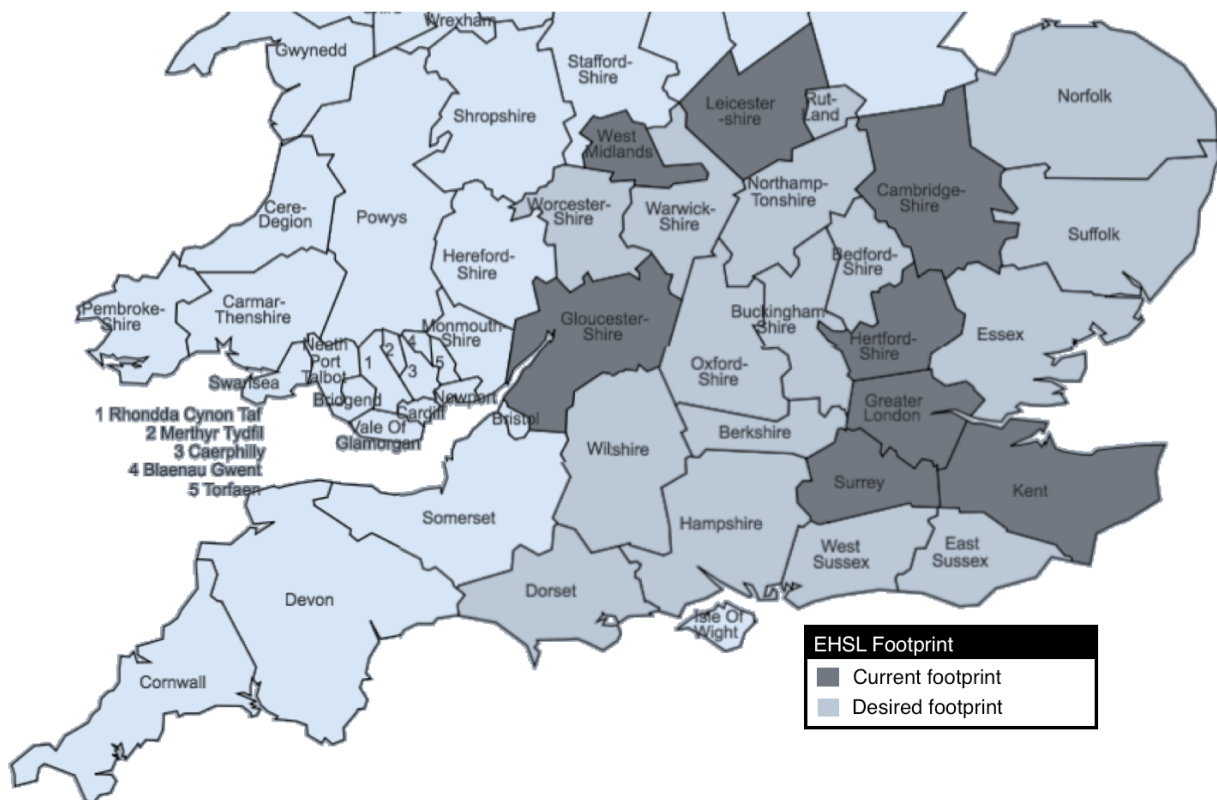 Shire
Wrexham
Gwynedd
Stafford-
Shire
Shropshire
West
Midlands
Leicester
-shire
Rut-
Land
Norfolk
Cere-
Degion
Powys
Worcester-
Shire
Warwick-
Shire
Northamp-
Tonshire
Cambridge-
Shire
Suffolk
Hereford-
Shire
Bedford-
Shire
Pembroke-
Shire
Carmar-
Thenshire
Monmouth-
Shire
Gloucester-
Shire
Buckingham
Shire
Hertford-
Shire
Essex
Neath
Port
Talbot
1
2
4
3
5
Oxford-
Shire
Swansea
Bridgend
Cardiff
Newport
Vale Of
Glamorgan
Bristol
Greater
London
Berkshire
1 Rhondda Cynon Taf
2 Merthyr Tydfil
3 Caerphilly
4 Blaenau Gwent
5 Torfaen
Wilshire
Surrey
Kent
Somerset
Hampshire
West
Sussex
East
Sussex
Devon
Dorset
Isle Of
Wight
Cornwall
EHSL Footprint
Current footprint
Desired footprint